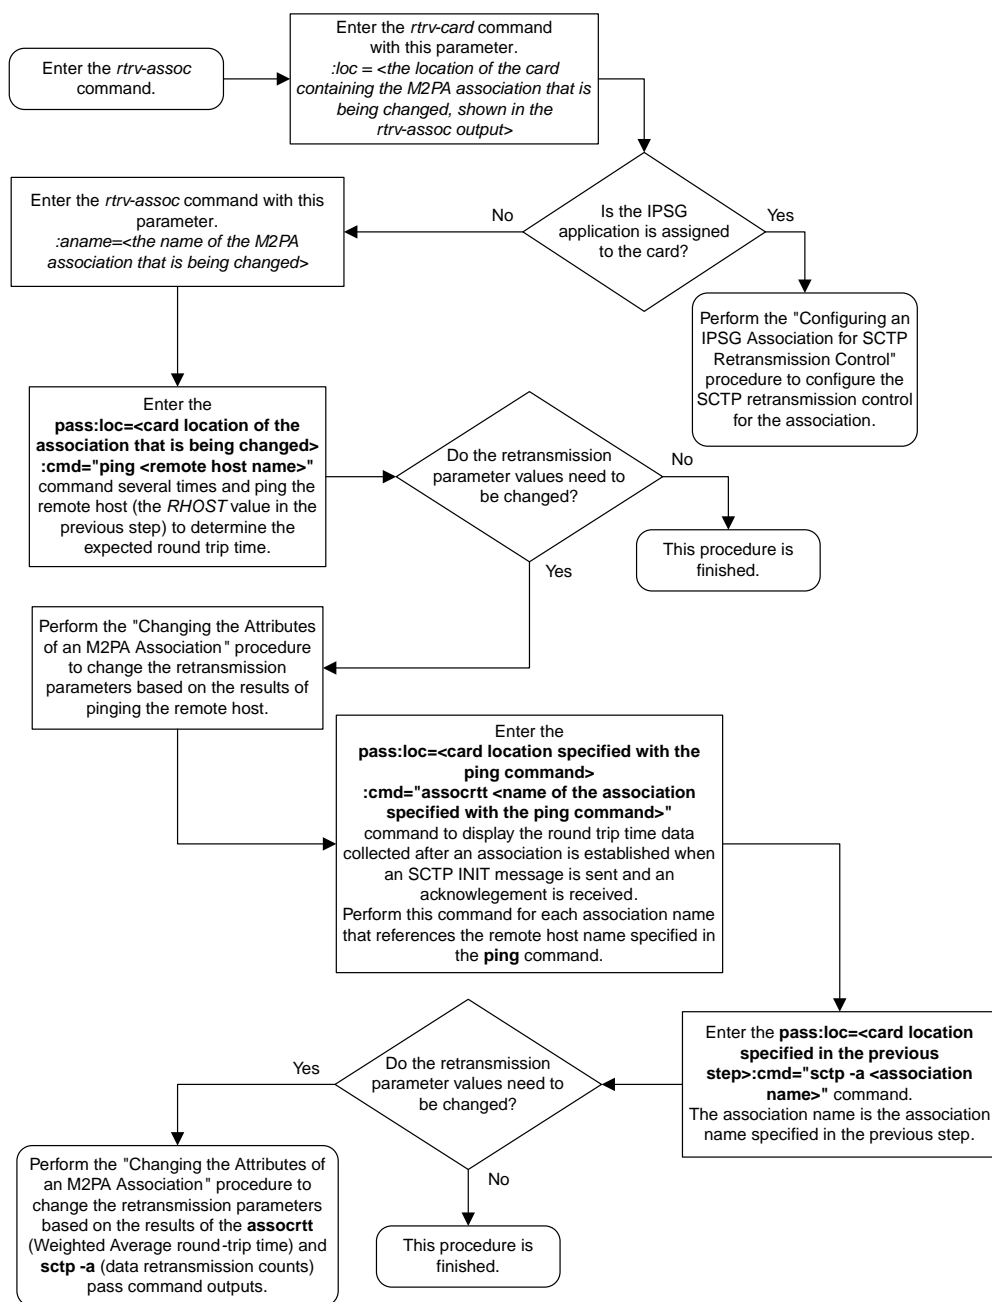 Enter the rtrv-assoc
command.
Enter the rtrv-card command
with this parameter.
:loc = <the location of the card
containing the M2PA association that is
being changed, shown in the
rtrv-assoc output>
Is the IPSG
application is assigned
to the card?
No
Yes
Enter the rtrv-assoc command with this
parameter.
:aname=<the name of the M2PA
association that is being changed>
Perform the "Configuring an
IPSG Association for SCTP
Retransmission Control"
procedure to configure the
SCTP retransmission control
for the association.
Enter the
pass:loc=<card location of the
association that is being changed>
:cmd="ping <remote host name>"
command several times and ping the
remote host (the RHOST value in the
previous step) to determine the
expected round trip time.
Do the retransmission
parameter values need to
be changed?
No
Yes
This procedure is
finished.
Perform the "Changing the Attributes
of an M2PA Association" procedure
to change the retransmission
parameters based on the results of
pinging the remote host.
Enter the
pass:loc=<card location specified with the
ping command>
:cmd="assocrtt <name of the association
specified with the ping command>"
command to display the round trip time data
collected after an association is established when
an SCTP INIT message is sent and an
acknowlegement is received.
Perform this command for each association name
that references the remote host name specified in
the ping command.
Enter the pass:loc=<card location
specified in the previous
step>:cmd="sctp -a <association
name>" command.
The association name is the association
name specified in the previous step.
Do the retransmission
parameter values need to
be changed?
Yes
No
Perform the "Changing the Attributes of
an M2PA Association" procedure to
change the retransmission parameters
based on the results of the assocrtt
(Weighted Average round-trip time) and
sctp -a (data retransmission counts)
pass command outputs.
This procedure is
finished.